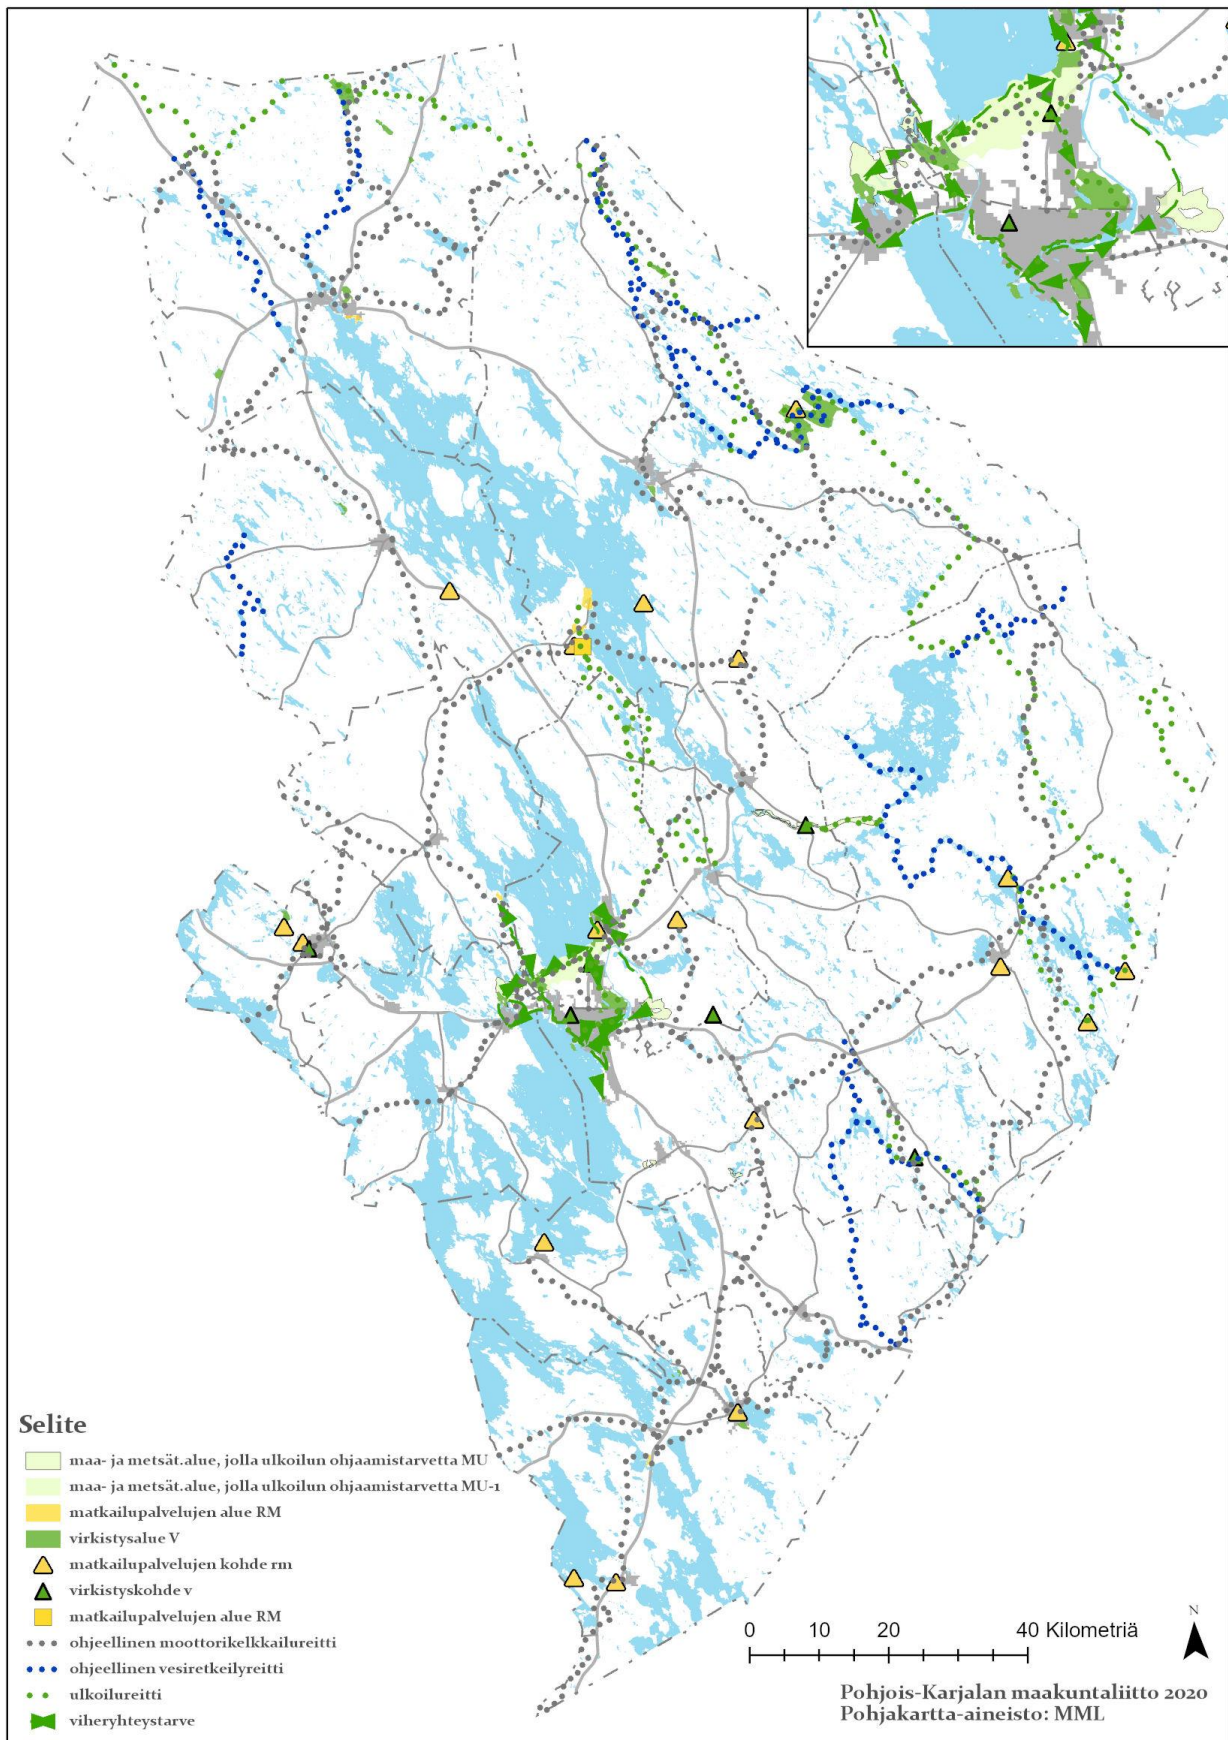 Selite
maa- ja metsät.alue, jolla ulkoilun ohjaamistarvetta MU
maa- ja metsät.alue, jolla ulkoilun ohjaamistarvetta MU-1
matkailupalvelujen alue RM
virkistysalue V
matkailupalvelujen kohde rm
virkistyskohde v
matkailupalvelujen alue RM
ohjeellinen moottorikelkkailureitti
ohjeellinen vesiretkeilyreitti
ulkoilureitti
viheryhteystarve
0 10 20 40 Kilometriä
N
Pohjois-Karjalan maakuntaliitto 2020
Pohjakartta-aineisto: MML